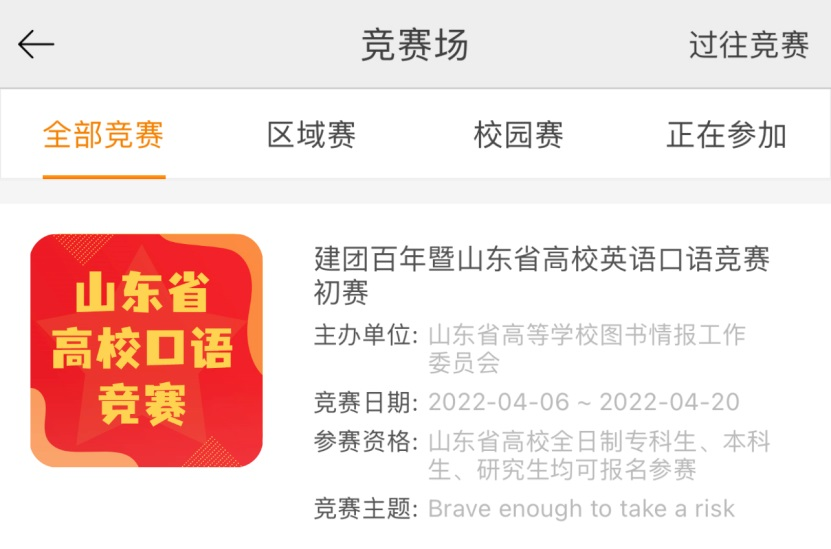 竞赛场
过往竞赛
全部竞赛
区域赛
校园赛
正在参加
山东省
高校口语
竞赛
建团百年暨山东省高校英语口语竞赛
初赛
主办单位: 山东省高等学校图书情报工作
委员会
竞赛日期: 2022-04-06 ~ 2022-04-20
参赛资格: 山东省高校全日制专科生、本科
生、研究生均可报名参赛
竞赛主题: Brave enough to take a risk